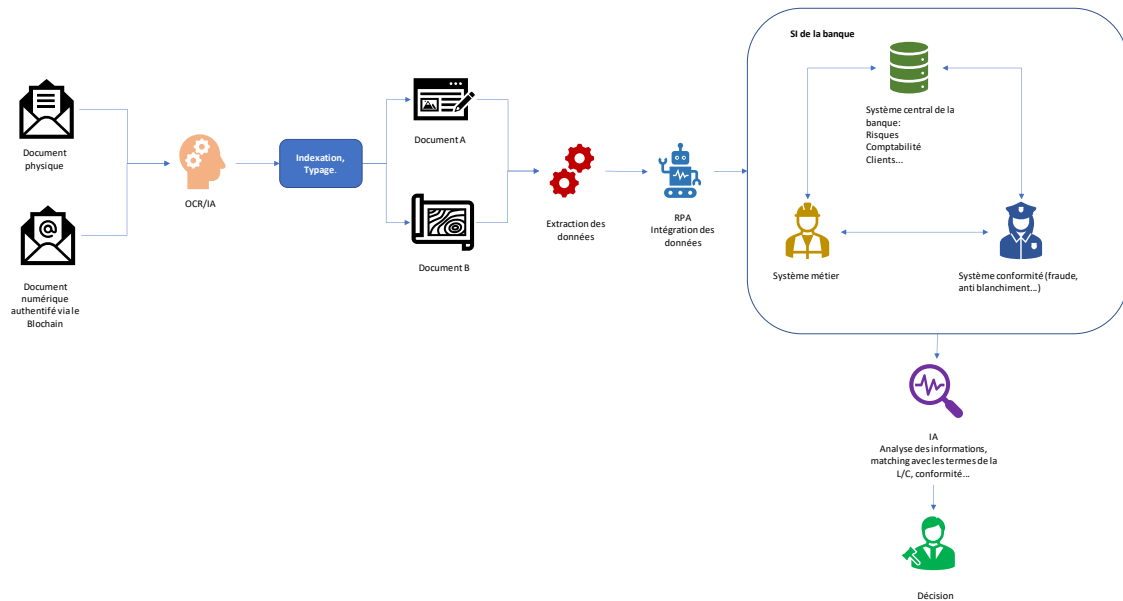 SI de la banque
Document
physique
OCR/IA
Indexation,
Typage.
Document A
Document B
Extraction des
données
RPA
Intégration des
données
Système central de la
banque:
Risques
Comptabilité
Clients...
Système métier
Système conformité (fraude,
anti blanchiment...)
Document
numérique
authentifé via le
Blochain
IA
Analyse des informations,
matching avec les termes de la
L/C, conformité...
Décision